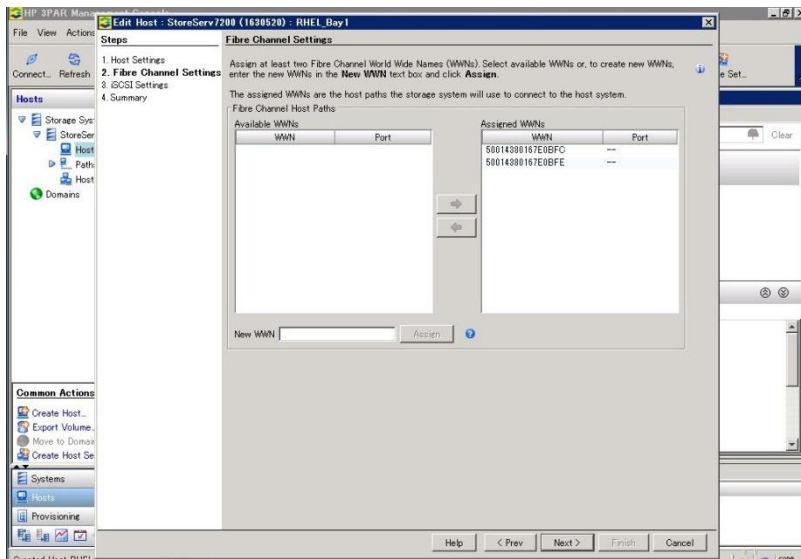 HP 3PAR Management Console
Edit Host : StoreServ7200 (1630520) : RHEL_Bay1
File View Actions
Steps
Fibre Channel Settings
Connect... Refresh
1. Host Settings
2. Fibre Channel Settings
3. iSCSI Settings
4. Summary
Assign at least two Fibre Channel World Wide Names (WWNs). Select available WWNs or, to create new WWNs,
enter the new WWNs in the New WWN text box and click Assign.
e Set...
The assigned WWNs are the host paths the storage system will use to connect to the host system.
Hosts
Storage Sys
StoreSer
Host
Path
Host
Domains
Clear
Fibre Channel Host Paths
Available WWNs
Assigned WWNs
WWN Port
WWN Port
50014380167E0BFC --
50014380167E0BFE --
New WWN
Assign
Common Actions
Create Host...
Export Volume...
Move to Domain
Create Host Se
Systems
Hosts
Provisioning
Help < Prev Next > Finish Cancel
Created Host RHEL